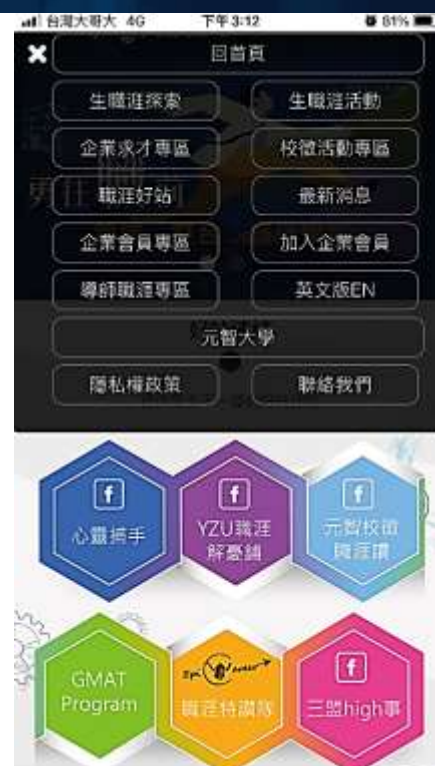 台灣大哥大 4G 下午 3:12 81%
回首頁
生職涯探索 生職涯活動
企業求才專區 校徵活動專區
職涯好站 最新消息
企業會員專區 加入企業會員
導師職涯專區 英文版EN
元智大學
隱私權政策 聯絡我們
心靈捕手
YZU職涯
解憂鋪
元智校徵
職涯讚
GMAT
Program
職涯特讚隊
三盟high事